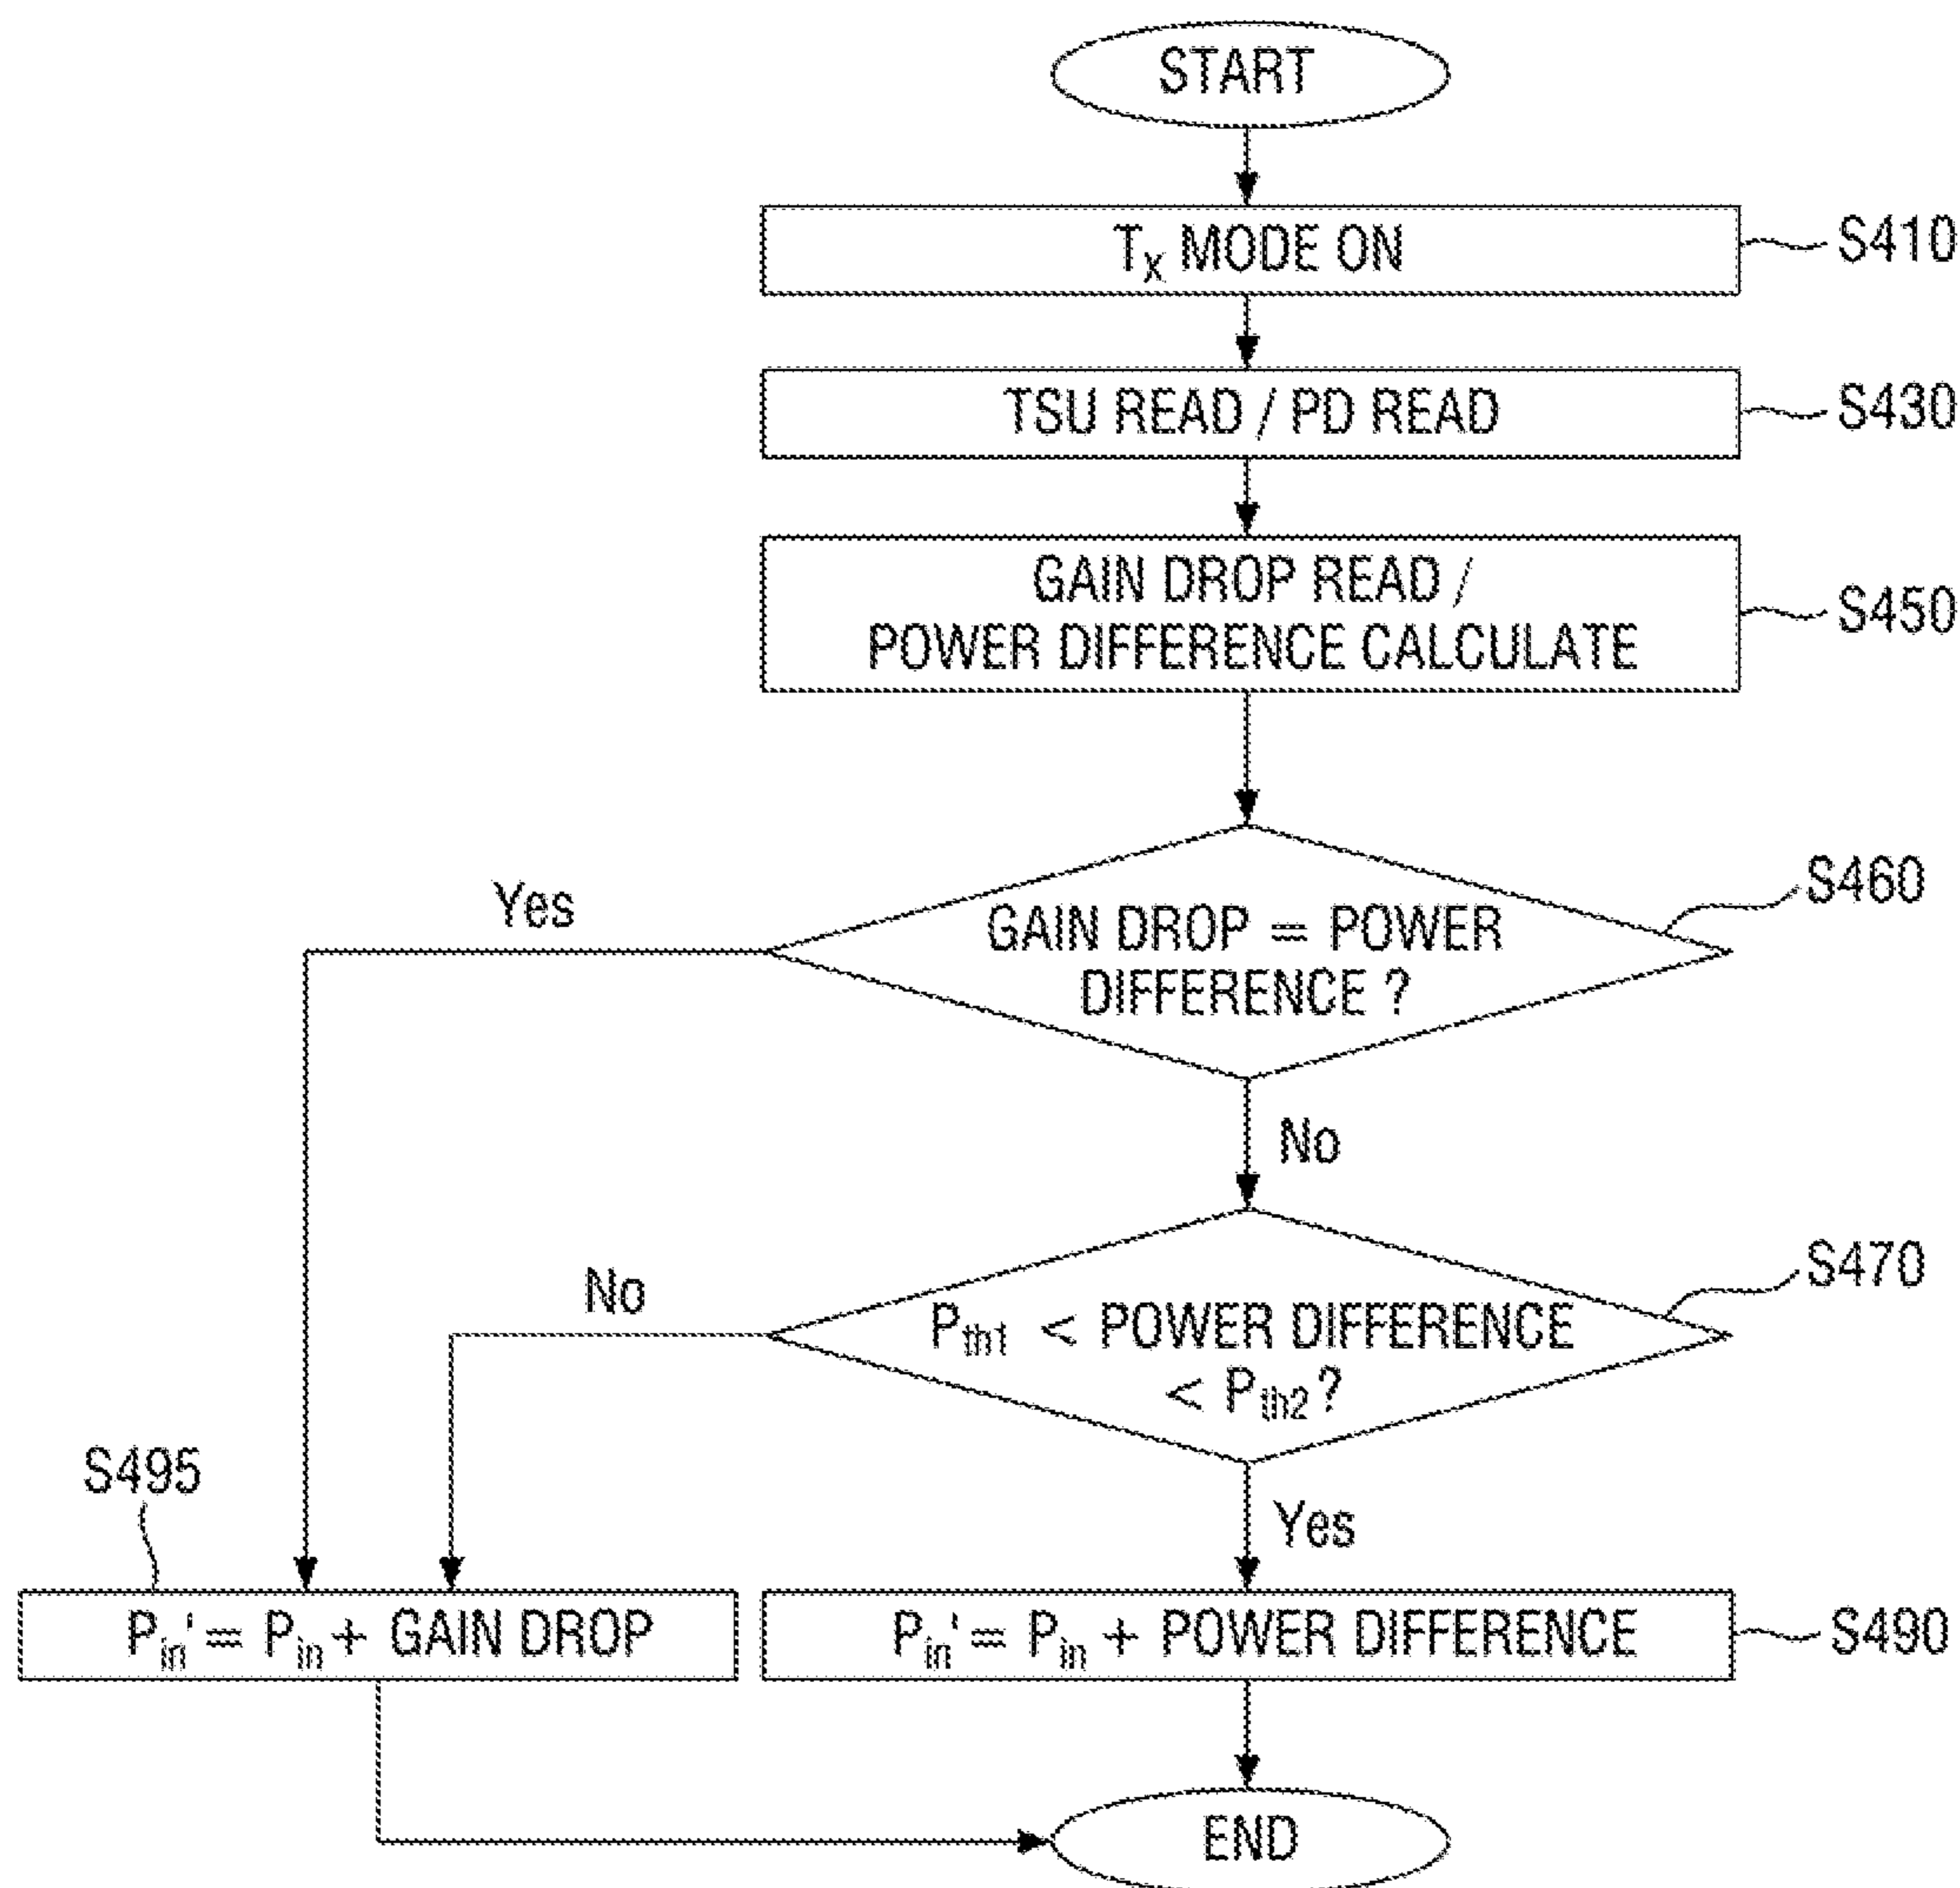 START
Tx MODE ON
S410
TSU READ / PD READ
S430
GAIN DROP READ /
POWER DIFFERENCE CALCULATE
S450
S460
Yes
GAIN DROP = POWER
DIFFERENCE ?
No
S470
No
Pth1 < POWER DIFFERENCE
< Pth2?
S495
Yes
Pin' = Pin + GAIN DROP
Pin' = Pin + POWER DIFFERENCE
S490
END